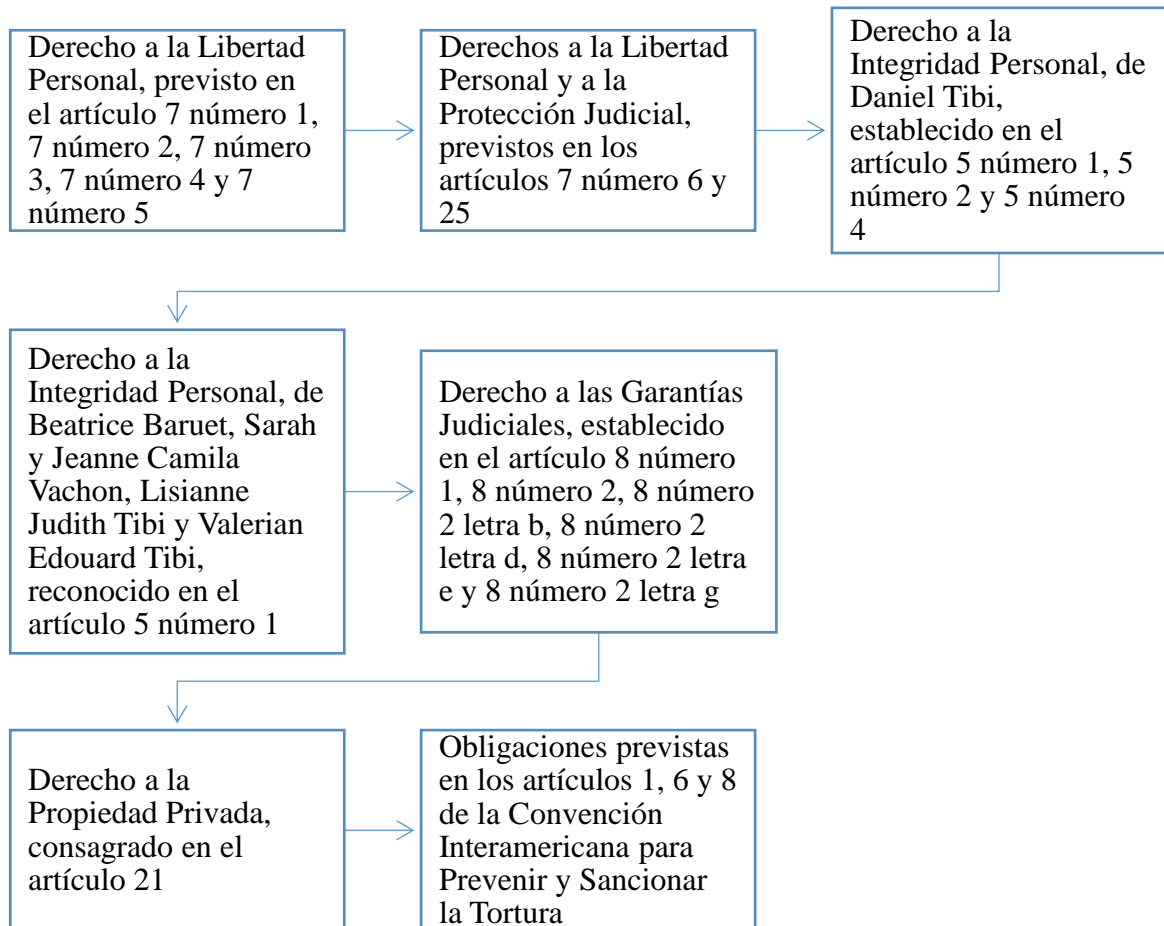 Derecho a la Libertad
Personal, previsto en
el artículo 7 número 1,
7 número 2, 7 número
3, 7 número 4 y 7
número 5
Derechos a la Libertad
Personal y a la
Protección Judicial,
previstos en los
artículos 7 número 6 y
25
Derecho a la
Integridad Personal, de
Daniel Tibi,
establecido en el
artículo 5 número 1, 5
número 2 y 5 número
4
Derecho a la
Integridad Personal, de
Beatrice Baruet, Sarah
y Jeanne Camila
Vachon, Lisianne
Judith Tibi y Valerian
Edouard Tibi,
reconocido en el
artículo 5 número 1
Derecho a las Garantías
Judiciales, establecido
en el artículo 8 número
1, 8 número 2, 8 número
2 letra b, 8 número 2
letra d, 8 número 2 letra
e y 8 número 2 letra g
Derecho a la
Propiedad Privada,
consagrado en el
artículo 21
Obligaciones previstas
en los artículos 1, 6 y 8
de la Convención
Interamericana para
Prevenir y Sancionar
la Tortura